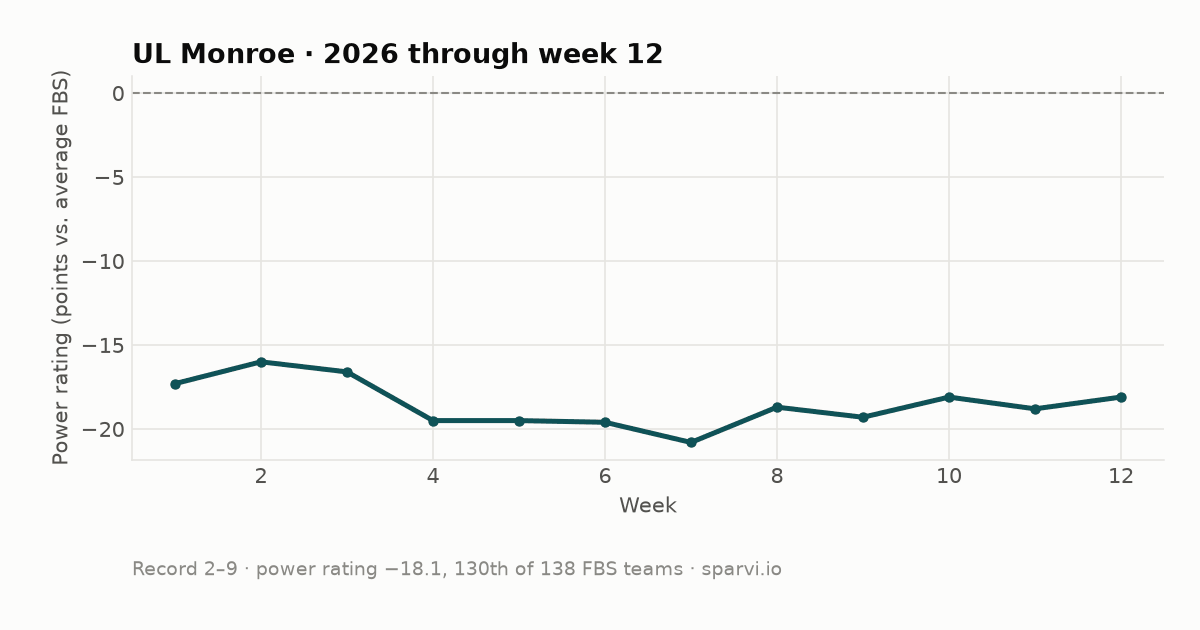 UL Monroe · 2026 through week 12
Power rating (points vs. average FBS)
0
−5
−10
−15
−20
2 4 6 8 10 12
Week
Record 2–9 · power rating −18.1, 130th of 138 FBS teams · sparvi.io